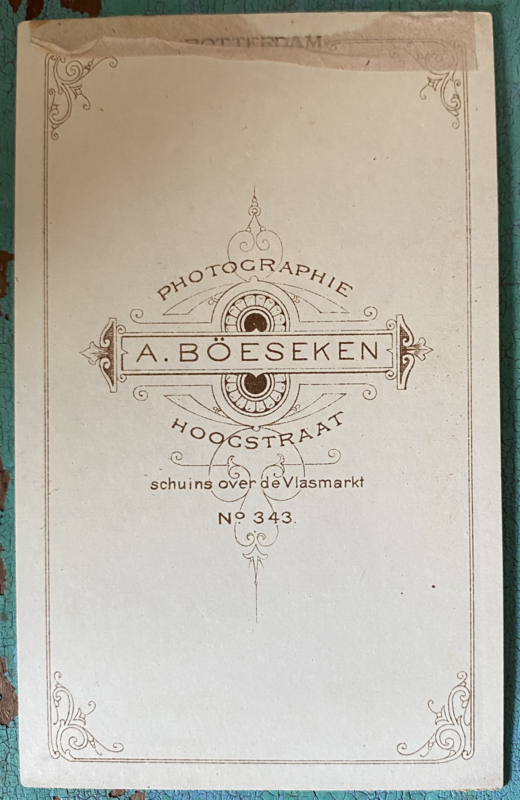 ROTTERDAM
PHOTOGRAPHIE
A. BÖESEKEN
HOOGSTRAAT
schuins over de Vlasmarkt
Nº 343.